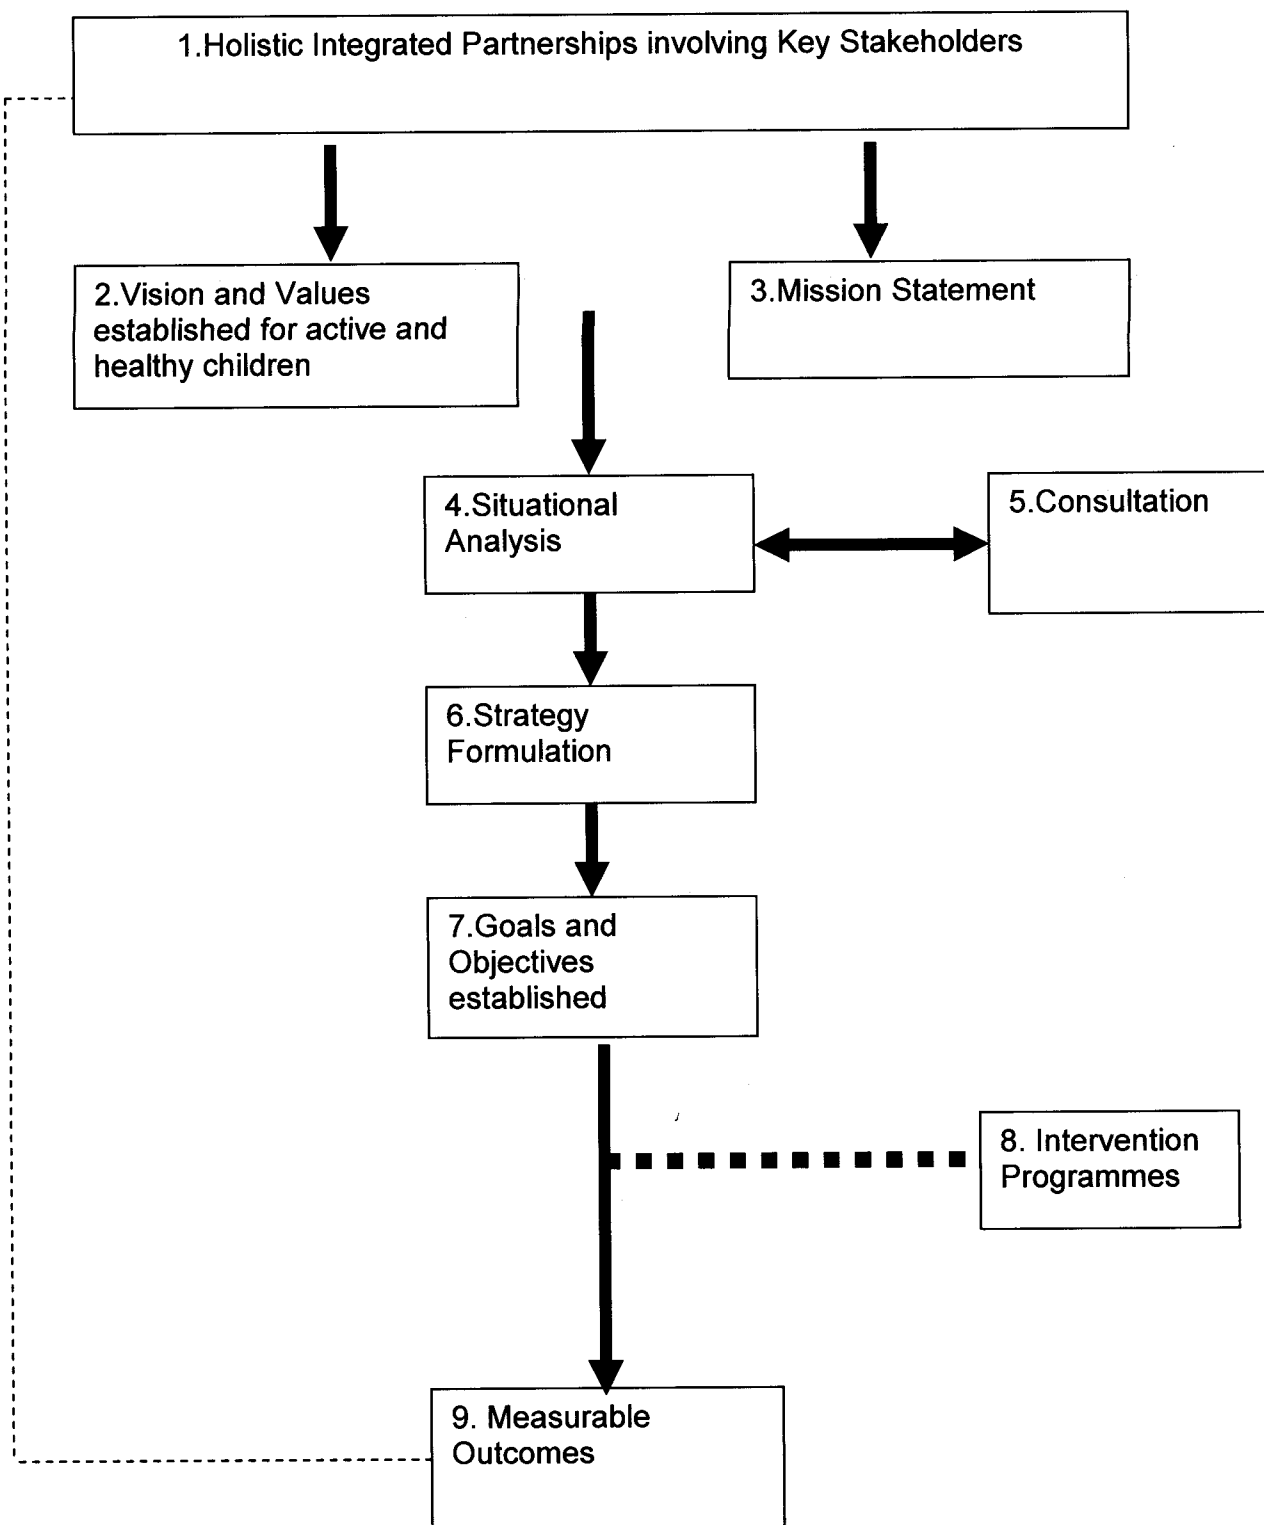 1.Holistic Integrated Partnerships involving Key Stakeholders
2.Vision and Values
established for active and
healthy children
3.Mission Statement
4.Situational
Analysis
5.Consultation
6.Strategy
Formulation
7.Goals and
Objectives
established
8. Intervention
Programmes
9. Measurable
Outcomes